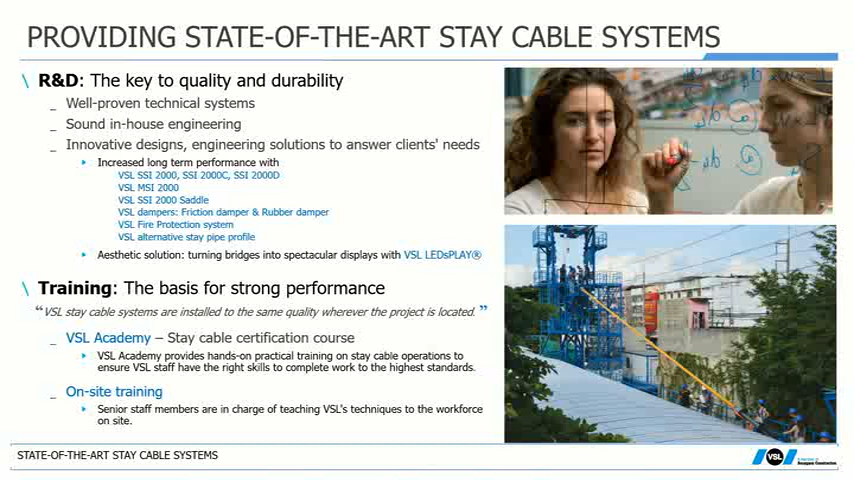 PROVIDING STATE-OF-THE-ART STAY CABLE SYSTEMS
\ R&D: The key to quality and durability
_ Well-proven technical systems
_ Sound in-house engineering
_ Innovative designs, engineering solutions to answer clients' needs
Increased long term performance with
VSL SSI 2000, SSI 2000C, SSI 2000D
VSL MSI 2000
VSL SSI 2000 Saddle
VSL dampers: Friction damper & Rubber damper
VSL Fire Protection system
VSL alternative stay pipe profile
Aesthetic solution: turning bridges into spectacular displays with VSL LEDsPLAY®
\ Training: The basis for strong performance
“VSL stay cable systems are installed to the same quality wherever the project is located.”
_ VSL Academy – Stay cable certification course
VSL Academy provides hands-on practical training on stay cable operations to
ensure VSL staff have the right skills to complete work to the highest standards.
_ On-site training
Senior staff members are in charge of teaching VSL's techniques to the workforce
on site.
STATE-OF-THE-ART STAY CABLE SYSTEMS
VSL